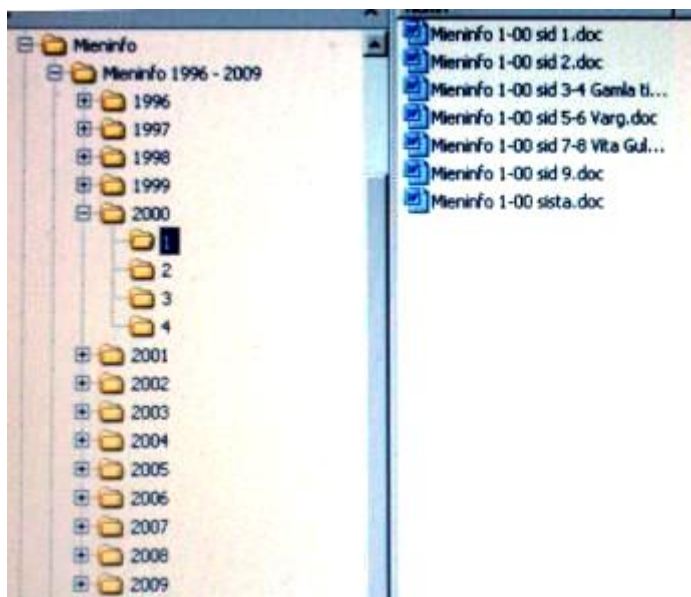 Mieninfo
Mieninfo 1996 - 2009
1996
1997
1998
1999
2000
1
2
3
4
2001
2002
2003
2004
2005
2006
2007
2008
2009
Mieninfo 1-00 sid 1.doc
Mieninfo 1-00 sid 2.doc
Mieninfo 1-00 sid 3-4 Gamla ti...
Mieninfo 1-00 sid 5-6 Varg.doc
Mieninfo 1-00 sid 7-8 Vita Gul...
Mieninfo 1-00 sid 9.doc
Mieninfo 1-00 sista.doc